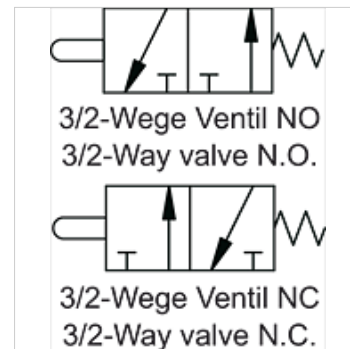 3/2-Wege Ventil NO
3/2-Way valve N.O.
3/2-Wege Ventil NC
3/2-Way valve N.C.